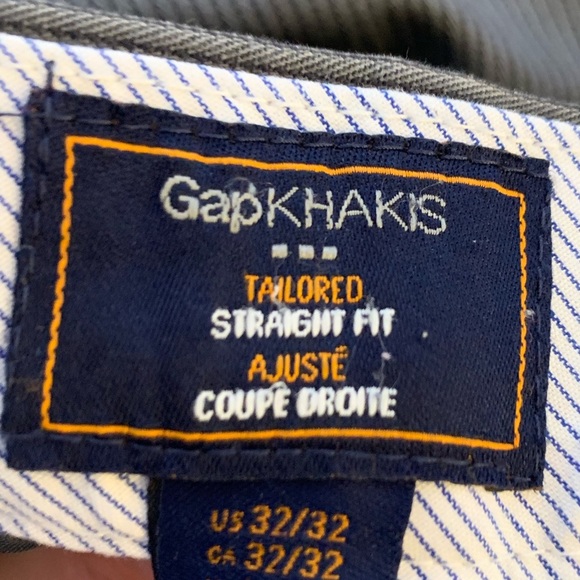 GapKHAKIS
TAILORED
STRAIGHT FIT
AJUSTÉ
COUPE DROITE
US 32/32
CA 32/32